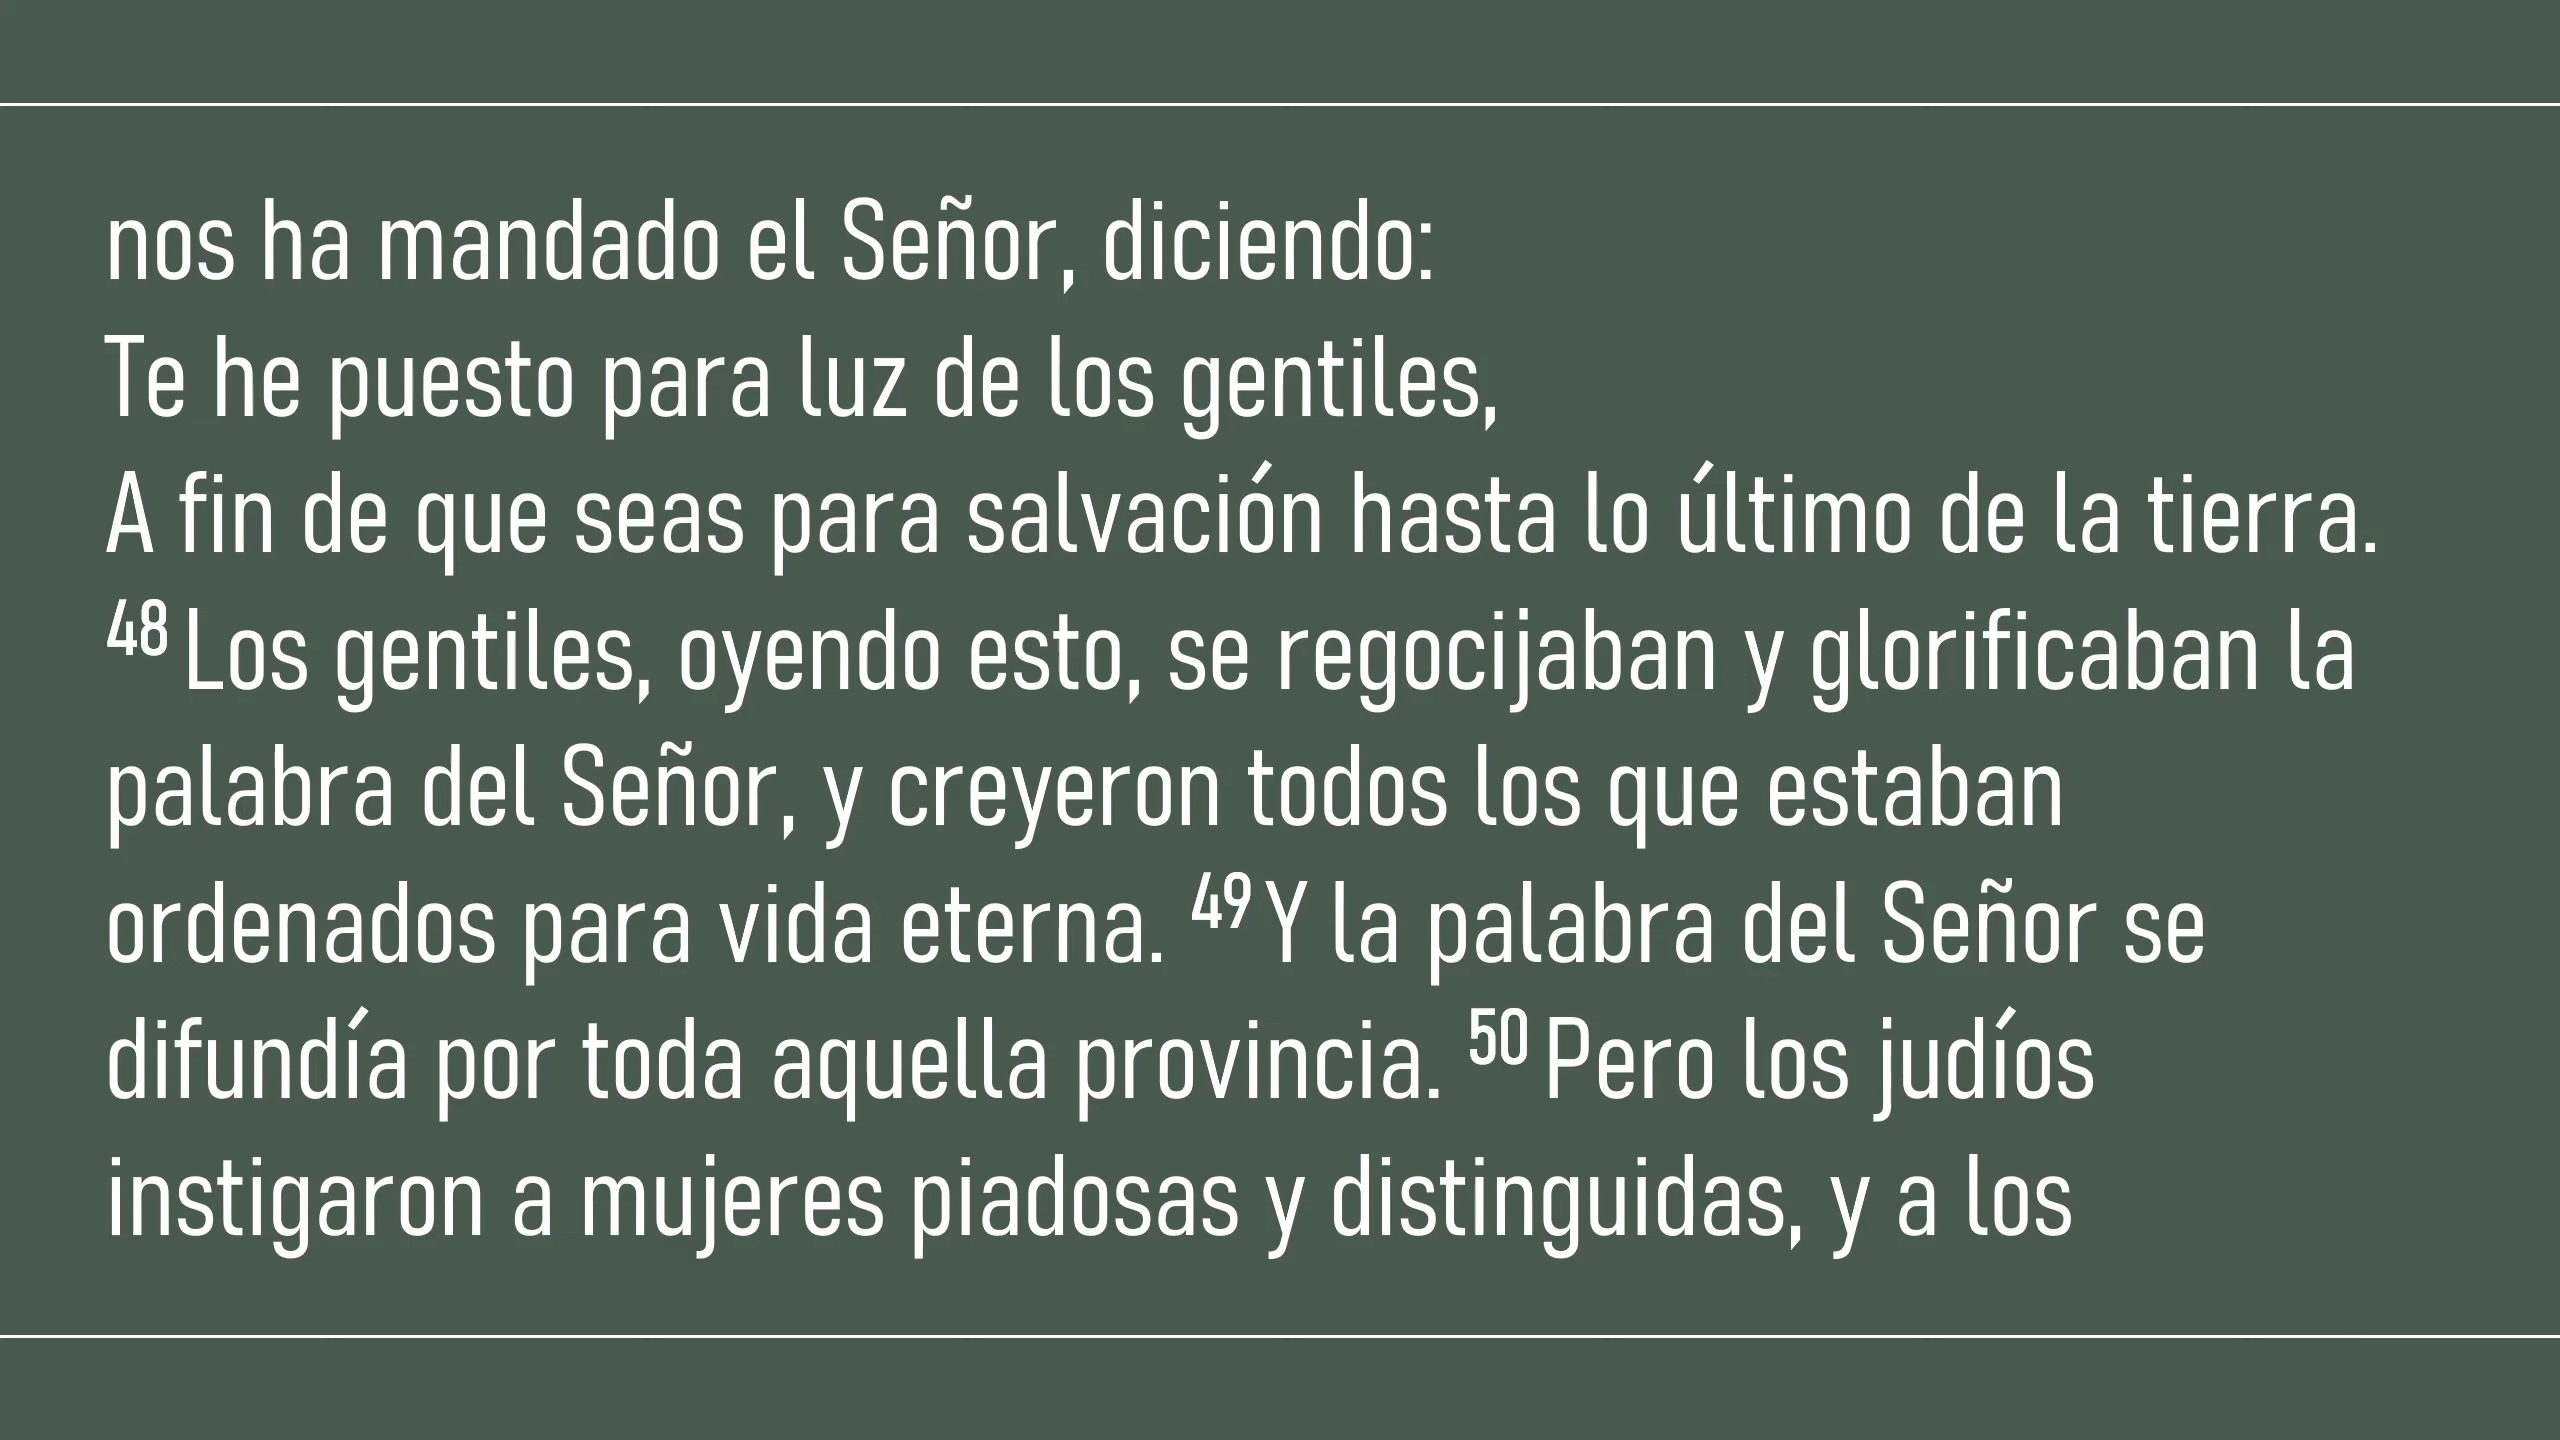 nos ha mandado el Señor, diciendo:
Te he puesto para luz de los gentiles,
A fin de que seas para salvación hasta lo último de la tierra.
48 Los gentiles, oyendo esto, se regocijaban y glorificaban la
palabra del Señor, y creyeron todos los que estaban
ordenados para vida eterna. 49 Y la palabra del Señor se
difundía por toda aquella provincia. 50 Pero los judíos
instigaron a mujeres piadosas y distinguidas, y a los